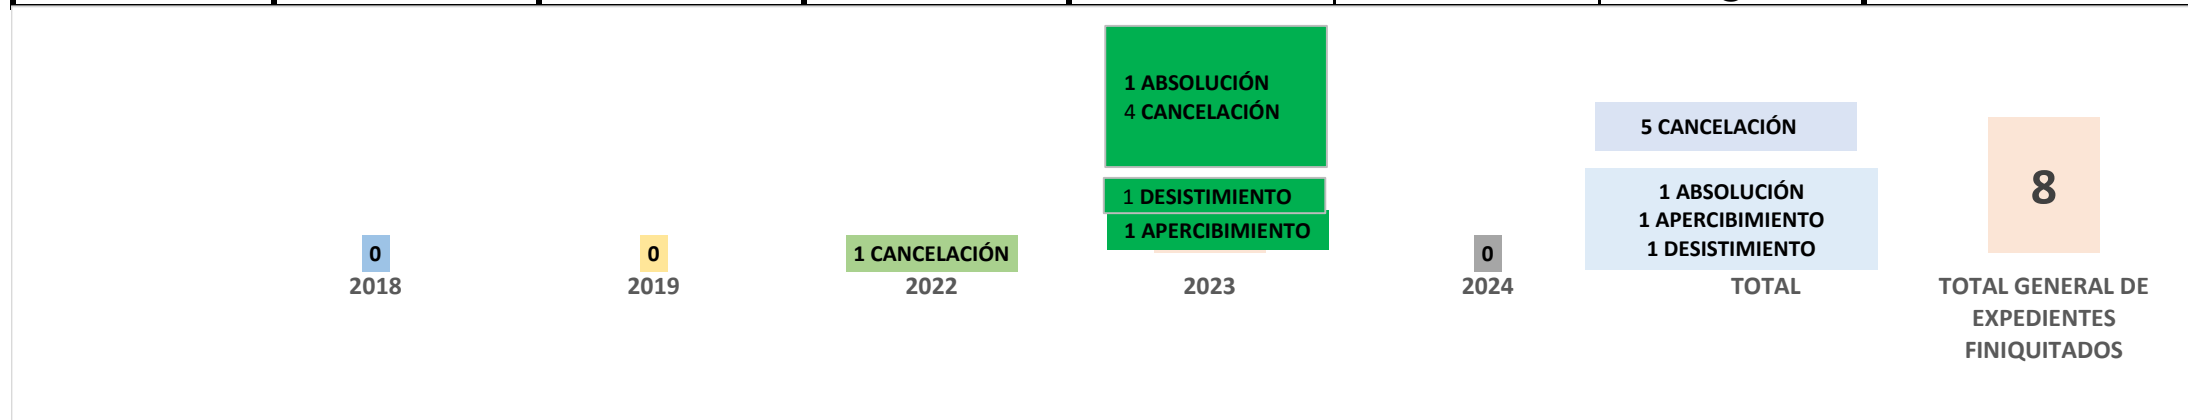 1 ABSOLUCIÓN
4 CANCELACIÓN
5 CANCELACIÓN
1 DESISTIMIENTO
1 ABSOLUCIÓN
8
1 APERCIBIMIENTO
1 APERCIBIMIENTO
0
0
1 CANCELACIÓN
0
1 DESISTIMIENTO
2018
2019
2022
2023
2024
TOTAL
TOTAL GENERAL DE
EXPEDIENTES
FINIQUITADOS